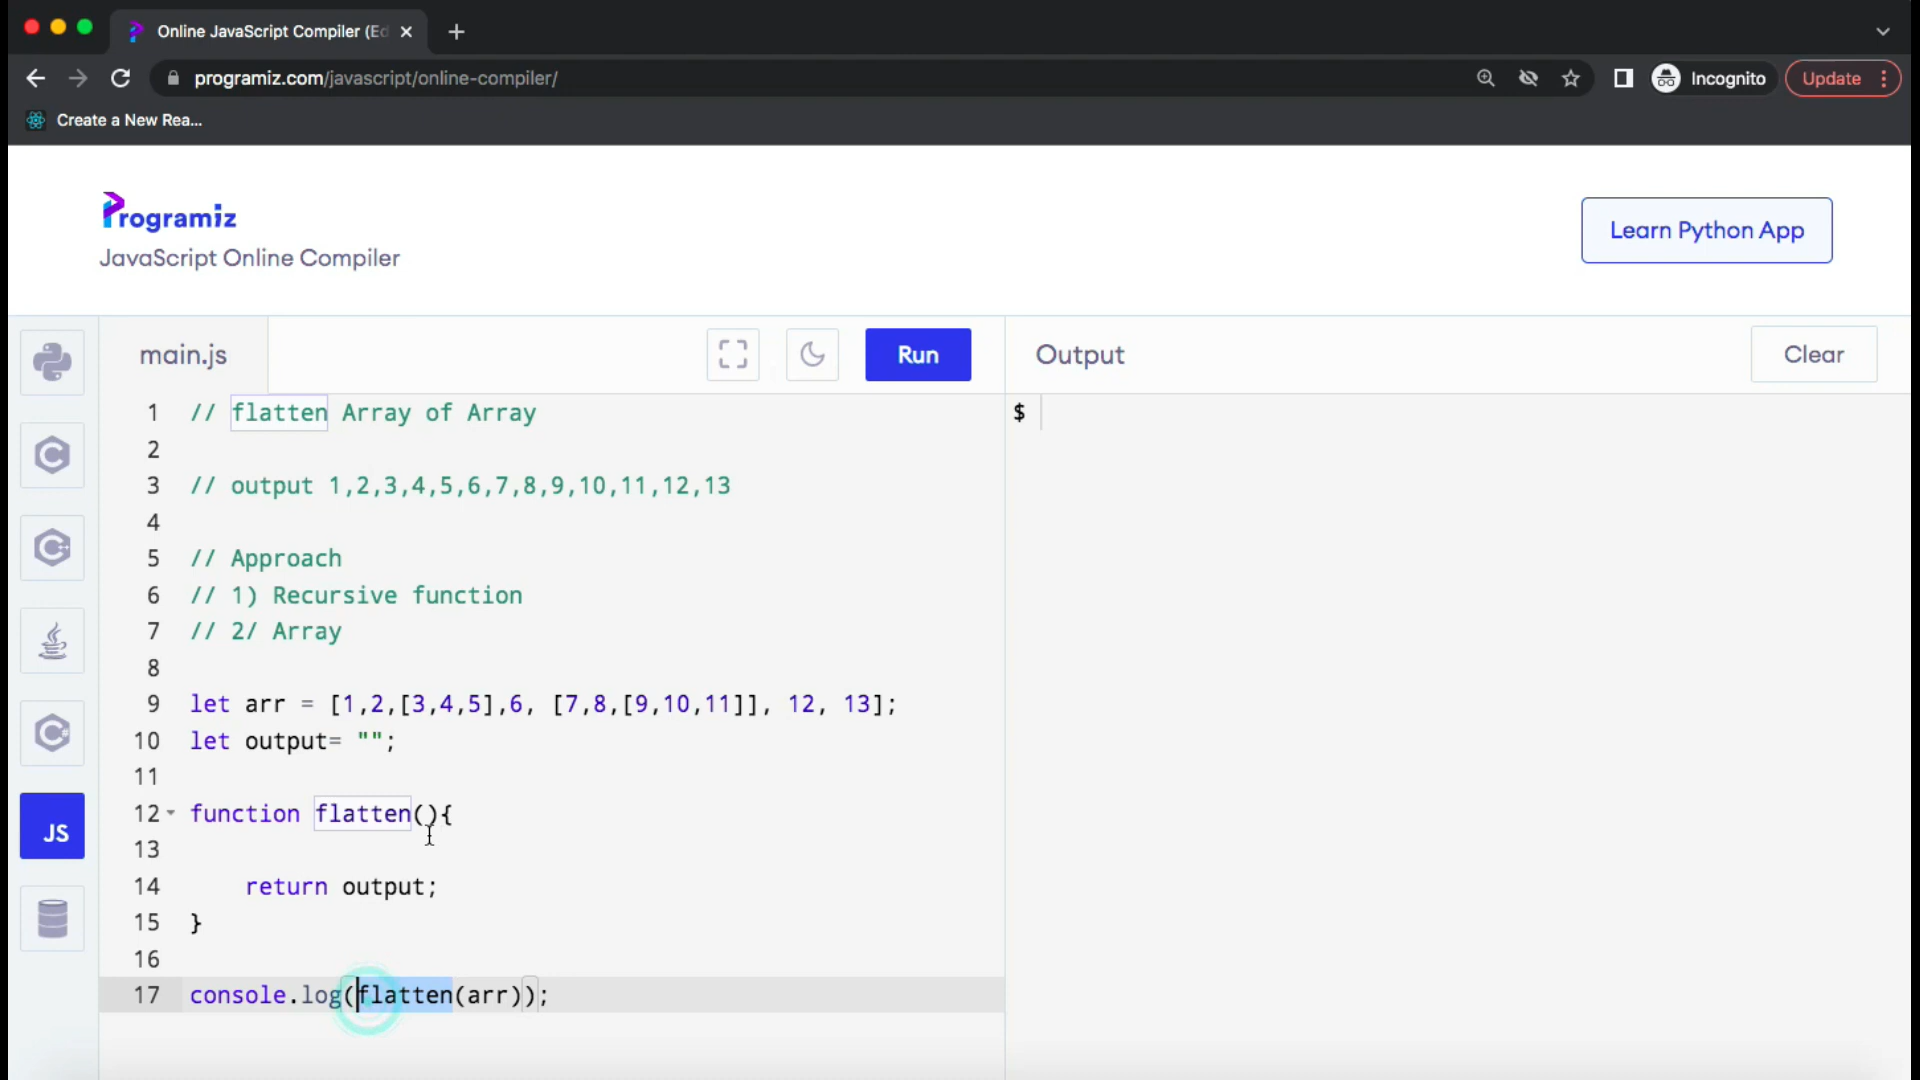 Online JavaScript Compiler (Ed
programiz.com/javascript/online-compiler/
Incognito
Update
Create a New Rea...
Programiz
JavaScript Online Compiler
Learn Python App
main.js
Run
Output
Clear
1 // flatten Array of Array
2
3 // output 1,2,3,4,5,6,7,8,9,10,11,12,13
4
5 // Approach
6 // 1) Recursive function
7 // 2/ Array
8
9 let arr = [1,2,[3,4,5],6, [7,8,[9,10,11]], 12, 13];
10 let output= "";
11
12 function flatten(){
13
14 return output;
15 }
16
17 console.log(flatten(arr));
$
C
C++
C#
JS